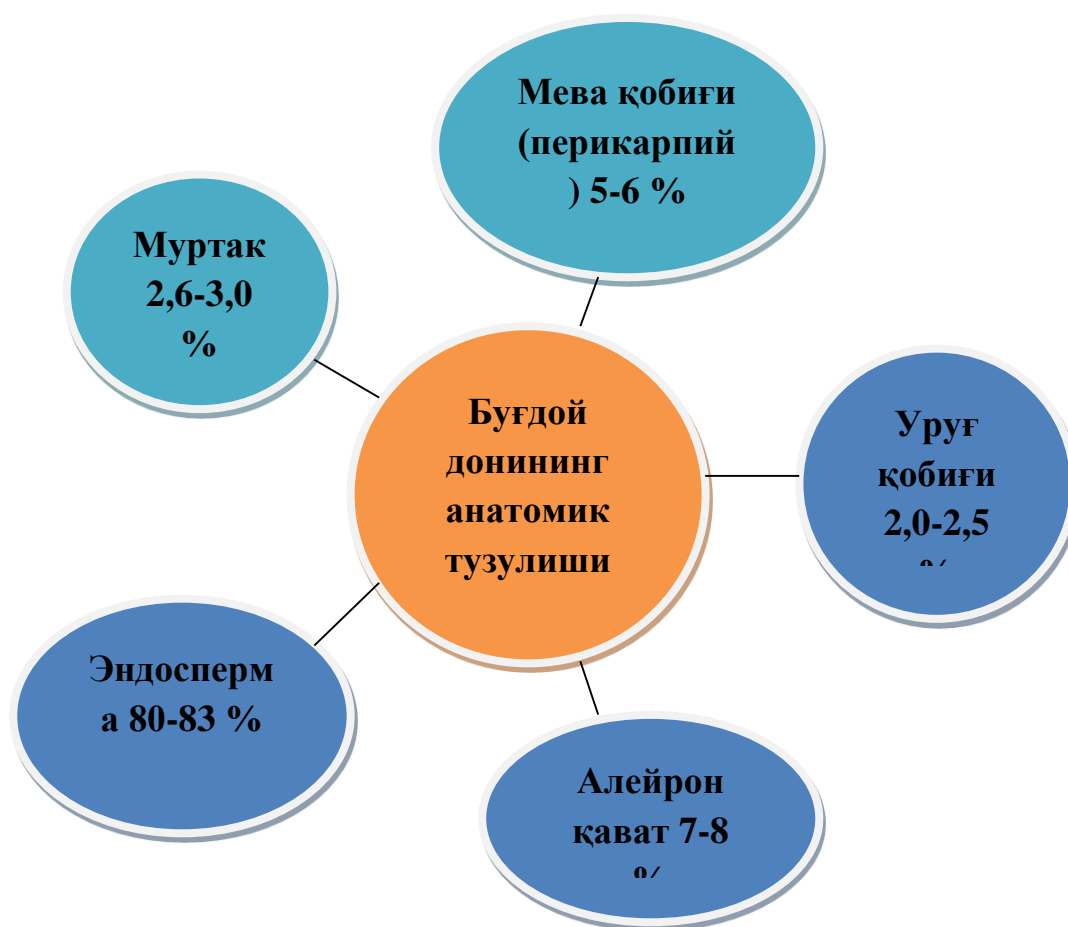 Мева қобиғи
(перикарпий
) 5-6 %
Муртак
2,6-3,0
%
Буғдой
донининг
анатомик
тузулиши
Уруғ
қобиғи
2,0-2,5
%
Эндосперм
а 80-83 %
Алейрон
қават 7-8
%